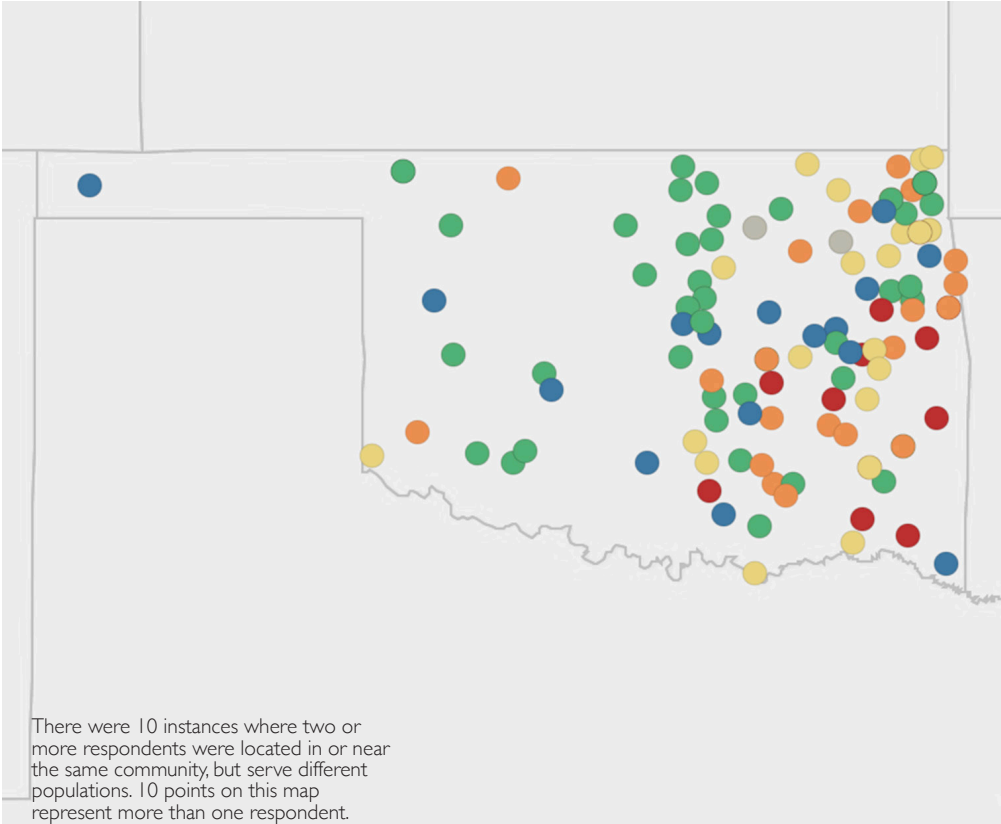 There were 10 instances where two or
more respondents were located in or near
the same community, but serve different
populations. 10 points on this map
represent more than one respondent.